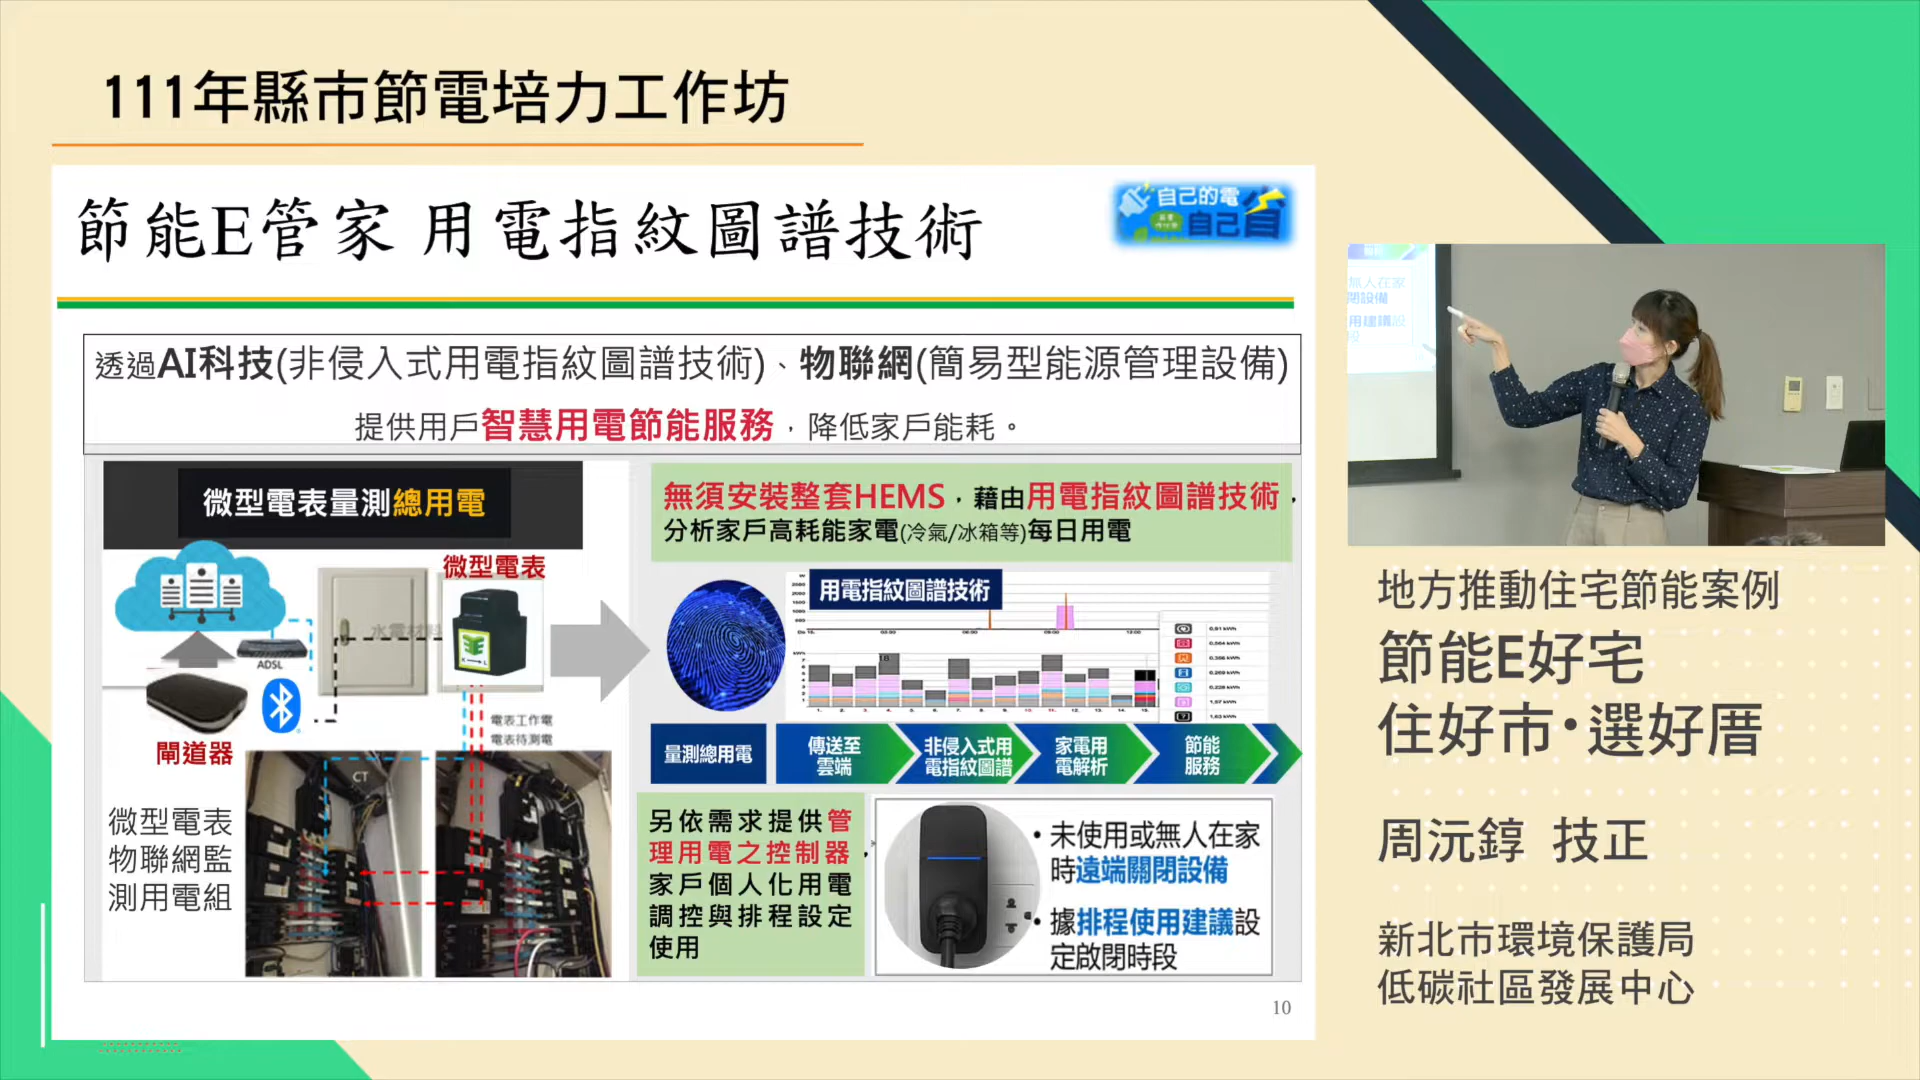 111年縣市節電培力工作坊
節能E管家 用電指紋圖譜技術
自己的電
自己省
透過AI科技(非侵入式用電指紋圖譜技術)、物聯網(簡易型能源管理設備)
提供用戶智慧用電節能服務，降低家戶能耗。
微型電表量測總用電
微型電表
ADSL
閘道器
電表工作電
電表待測電
CT
微型電表
物聯網監
測用電組
無須安裝整套HEMS，藉由用電指紋圖譜技術，
分析家戶高耗能家電(冷氣/冰箱等)每日用電
用電指紋圖譜技術
量測總用電
傳送至
雲端
非侵入式用
電指紋圖譜
家電用
電解析
節能
服務
另依需求提供管
理用電之控制器，
家戶個人化用電
調控與排程設定
使用
• 未使用或無人在家
時遠端關閉設備
• 據排程使用建議設
定啟閉時段
10
無人在家
閉設備
用建議設
段
地方推動住宅節能案例
節能E好宅
住好市•選好厝
周沅錞 技正
新北市環境保護局
低碳社區發展中心